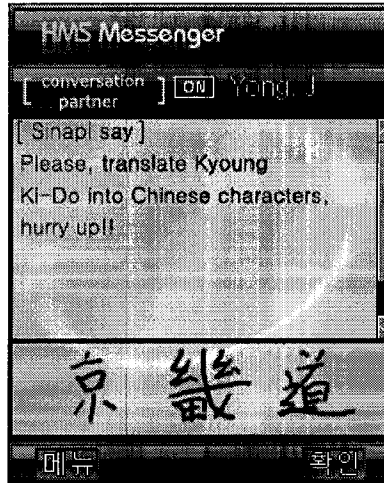 HMS Messenger
[ conversation partner ] ON Yong. J
[ Sinapl say ]
Please, translate Kyoung
Ki-Do into Chinese characters,
hurry up!!
京 畿 道
메뉴 확인